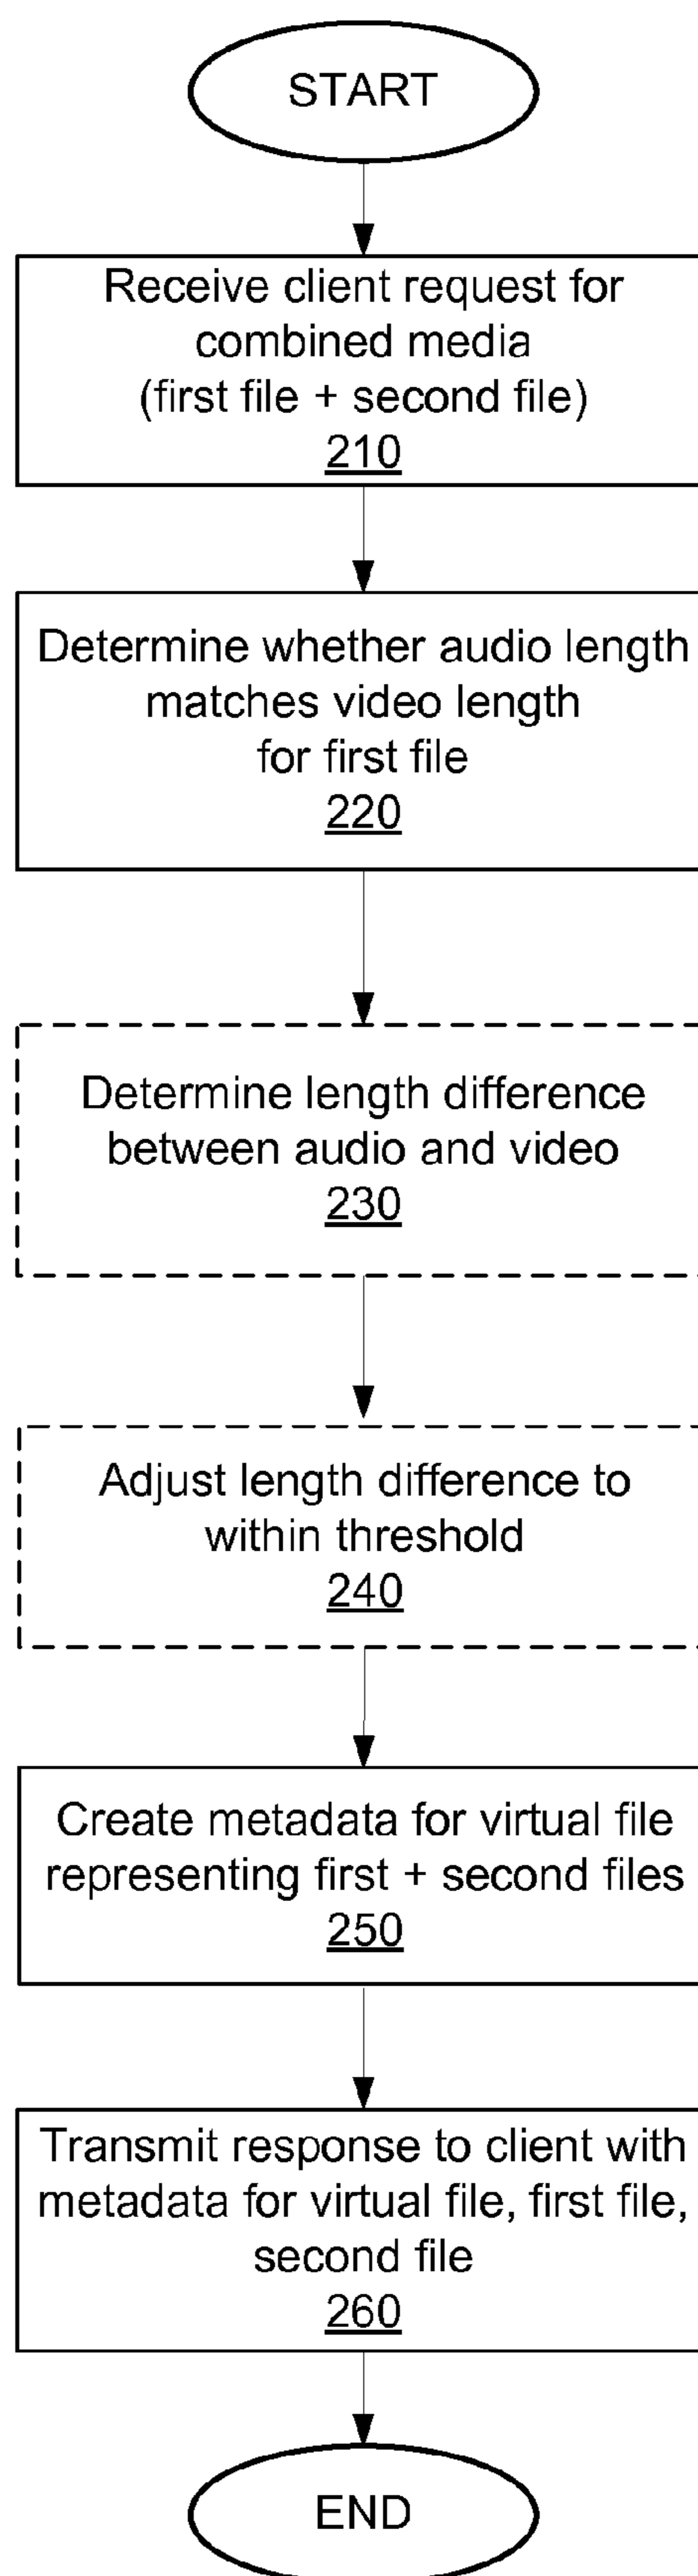 START
Receive client request for
combined media
(first file + second file)
210
Determine whether audio length
matches video length
for first file
220
Determine length difference
between audio and video
230
Adjust length difference to
within threshold
240
Create metadata for virtual file
representing first + second files
250
Transmit response to client with
metadata for virtual file, first file,
second file
260
END